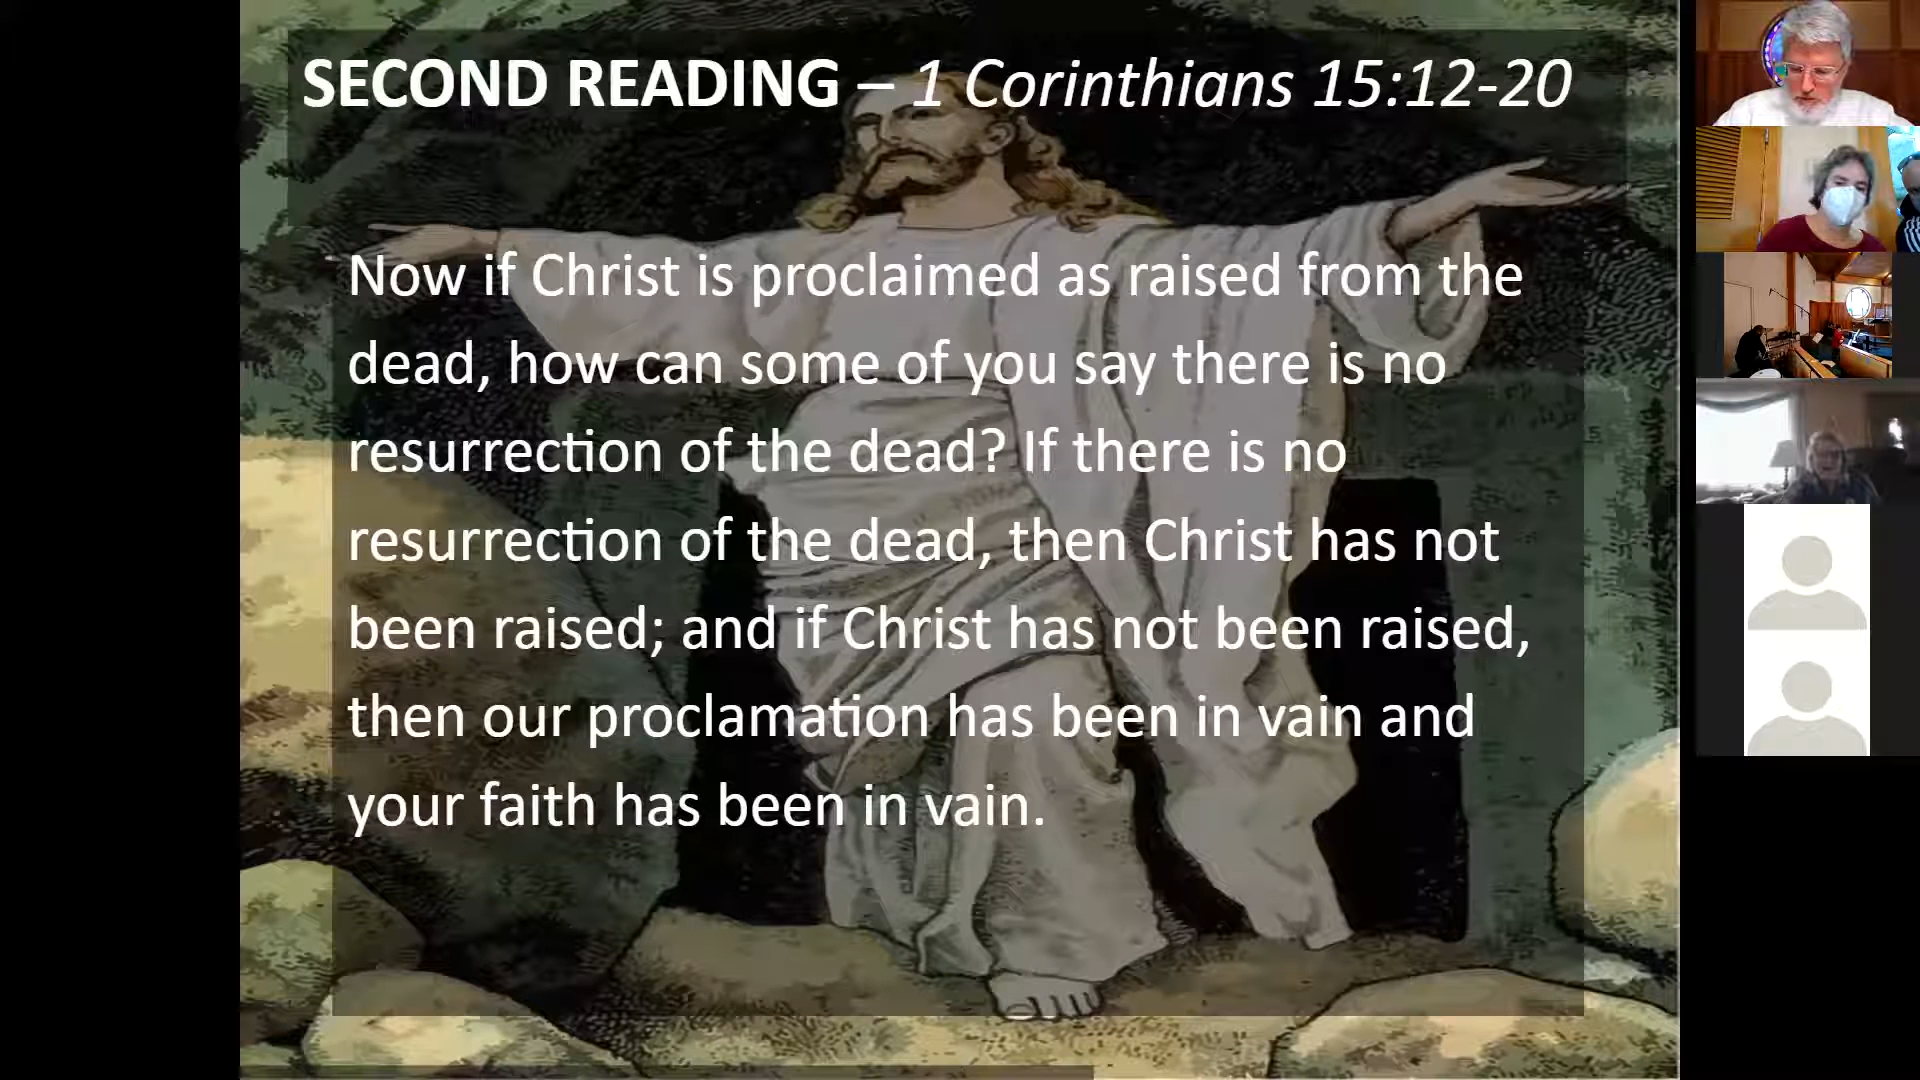 SECOND READING – 1 Corinthians 15:12-20
Now if Christ is proclaimed as raised from the
dead, how can some of you say there is no
resurrection of the dead? If there is no
resurrection of the dead, then Christ has not
been raised; and if Christ has not been raised,
then our proclamation has been in vain and
your faith has been in vain.